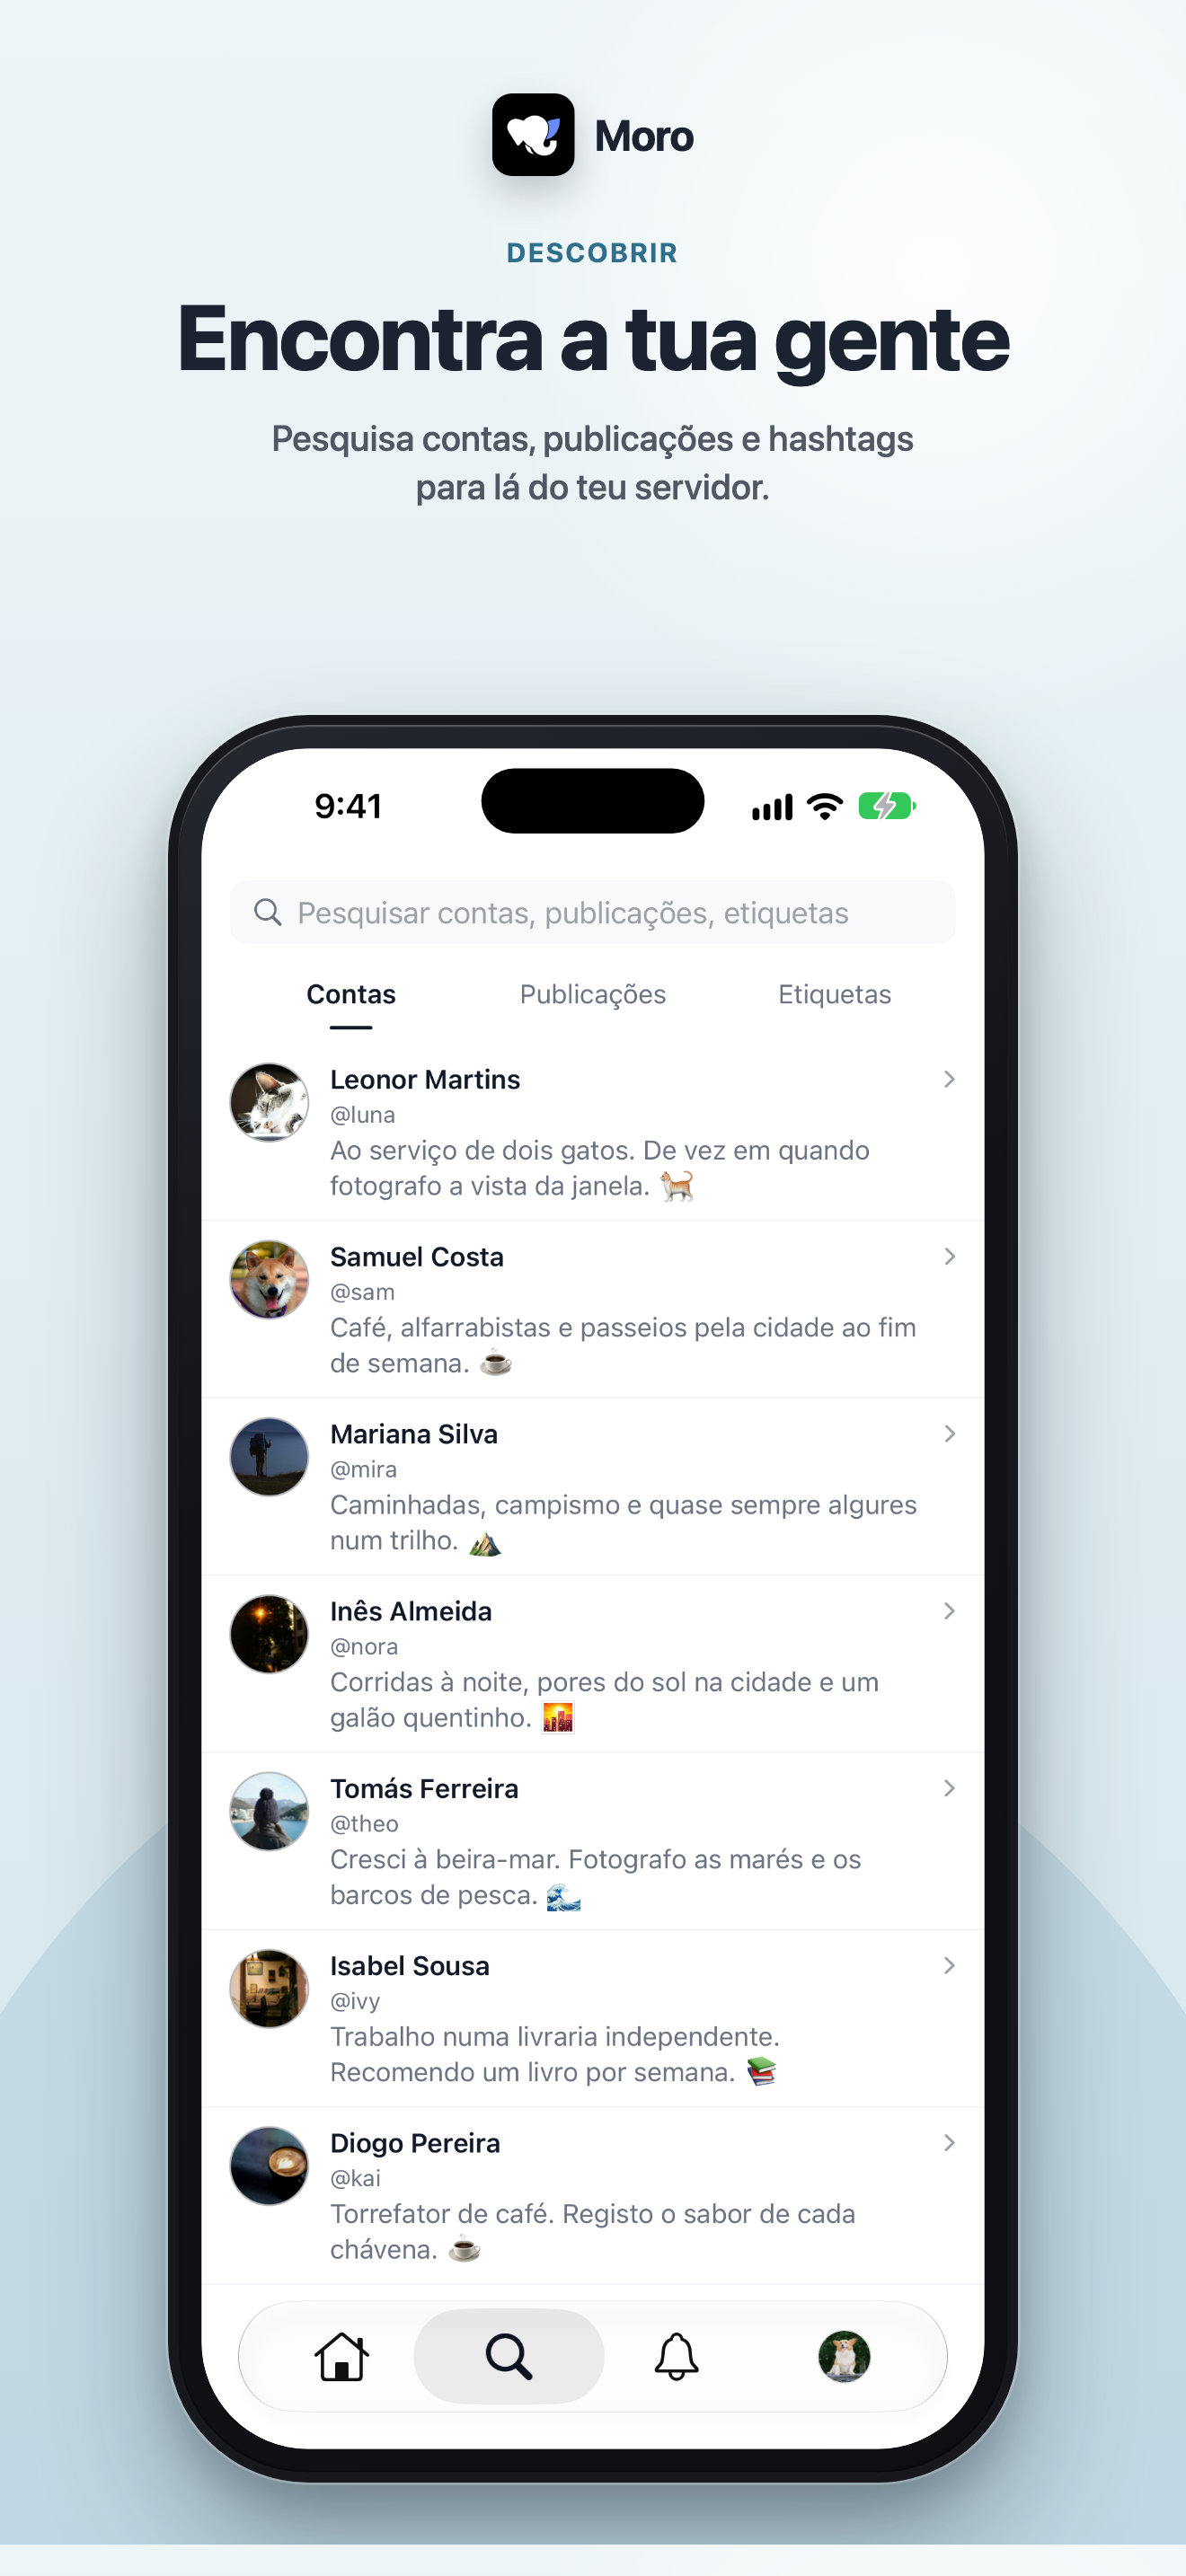 Moro
DESCOBRIR
Encontra a tua gente
Pesquisa contas, publicações e hashtags
para lá do teu servidor.
9:41
Pesquisar contas, publicações, etiquetas
Contas Publicações Etiquetas
Leonor Martins
@luna
Ao serviço de dois gatos. De vez em quando
fotografo a vista da janela. 🐈
Samuel Costa
@sam
Café, alfarrabistas e passeios pela cidade ao fim
de semana. ☕
Mariana Silva
@mira
Caminhadas, campismo e quase sempre algures
num trilho. ⛰️
Inês Almeida
@nora
Corridas à noite, pores do sol na cidade e um
galão quentinho. 🌇
Tomás Ferreira
@theo
Cresci à beira-mar. Fotografo as marés e os
barcos de pesca. 🌊
Isabel Sousa
@ivy
Trabalho numa livraria independente.
Recomendo um livro por semana. 📚
Diogo Pereira
@kai
Torrefator de café. Registo o sabor de cada
chávena. ☕